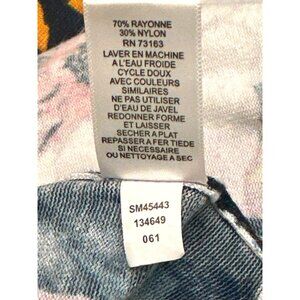 70% RAYONNE
30% NYLON
RN 73163
LAVER EN MACHINE
A L'EAU FROIDE
CYCLE DOUX
AVEC COULEURS
SIMILAIRES
NE PAS UTILISER
D'EAU DE JAVEL
REDONNER FORME
ET LAISSER
SECHER A PLAT
REPASSER A FER TIEDE
SI NECESSAIRE
OU NETTOYAGE A SEC
SM45443
134649
061